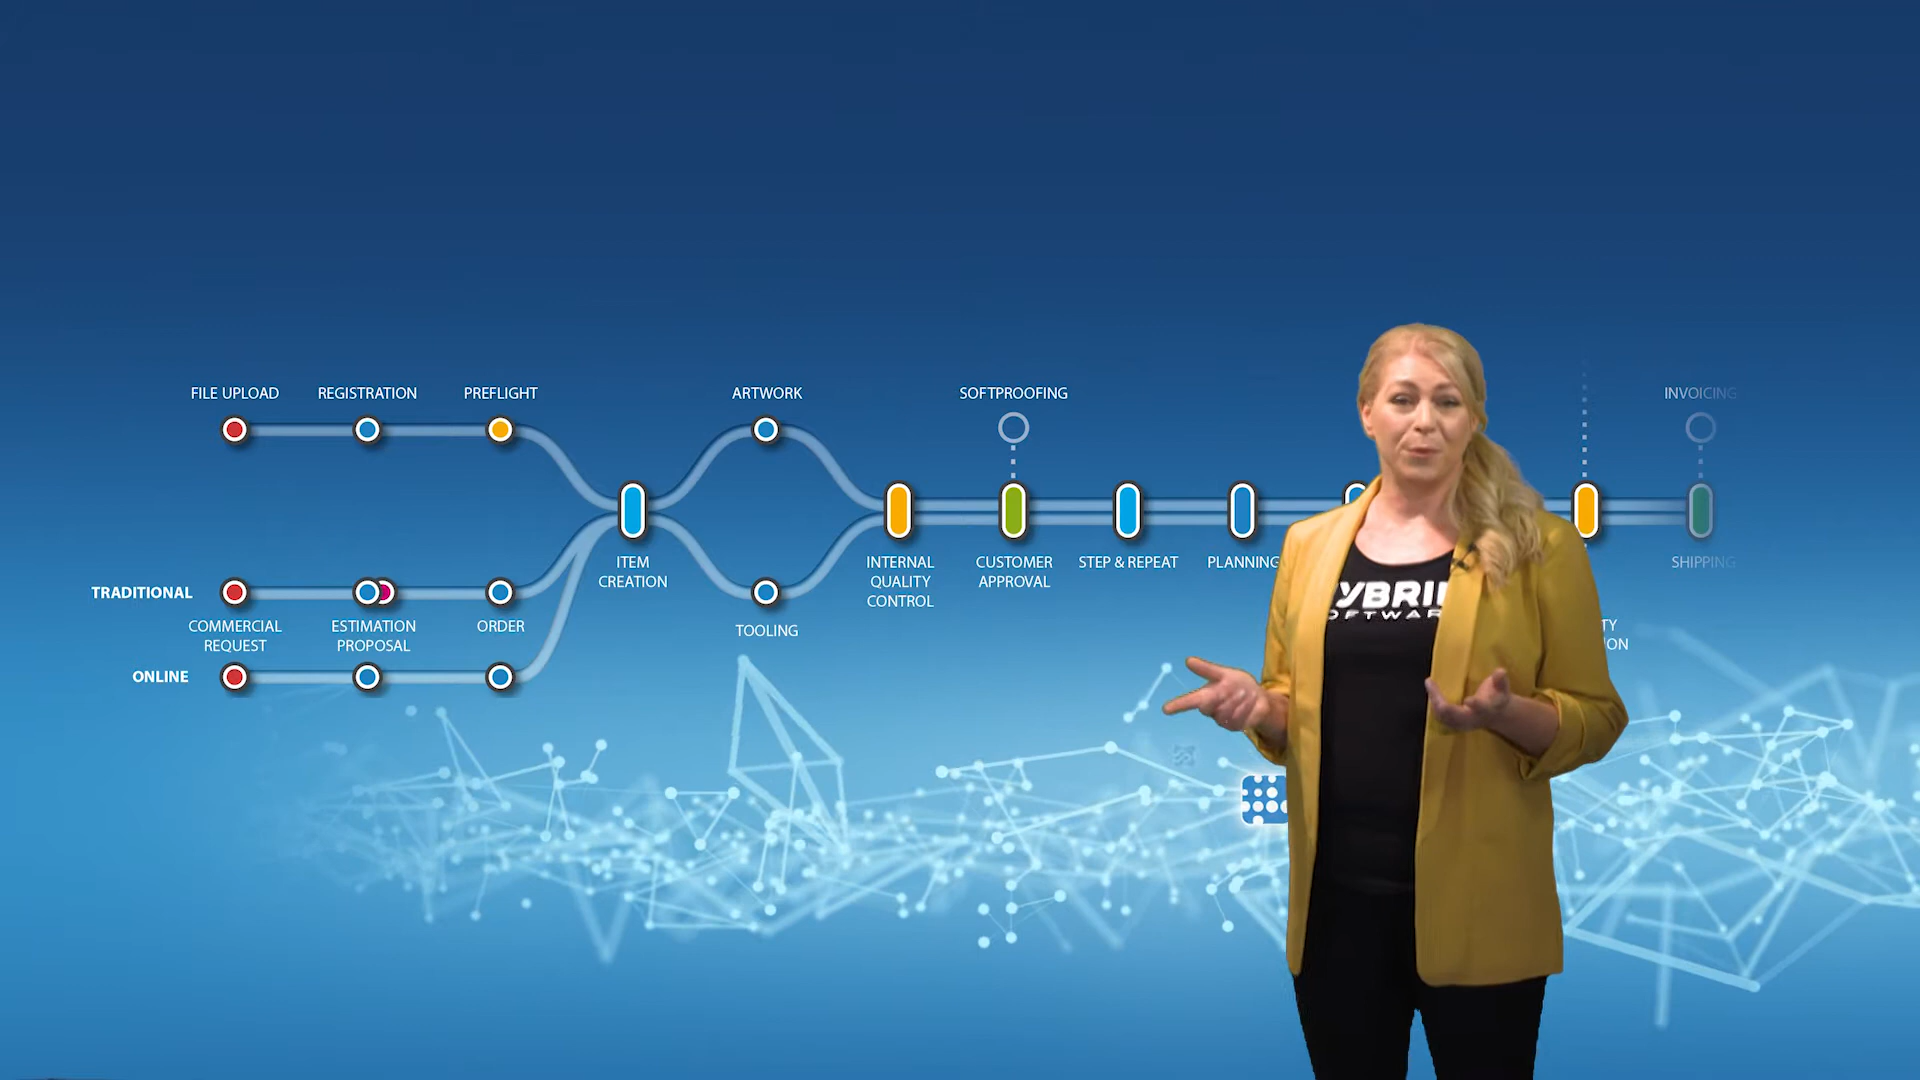 FILE UPLOAD
REGISTRATION
PREFLIGHT
ARTWORK
SOFTPROOFING
INVOICING
ITEM
CREATION
INTERNAL
QUALITY
CONTROL
CUSTOMER
APPROVAL
STEP & REPEAT
PLANNING
SHIPPING
TRADITIONAL
COMMERCIAL
REQUEST
ESTIMATION
PROPOSAL
ORDER
TOOLING
ONLINE